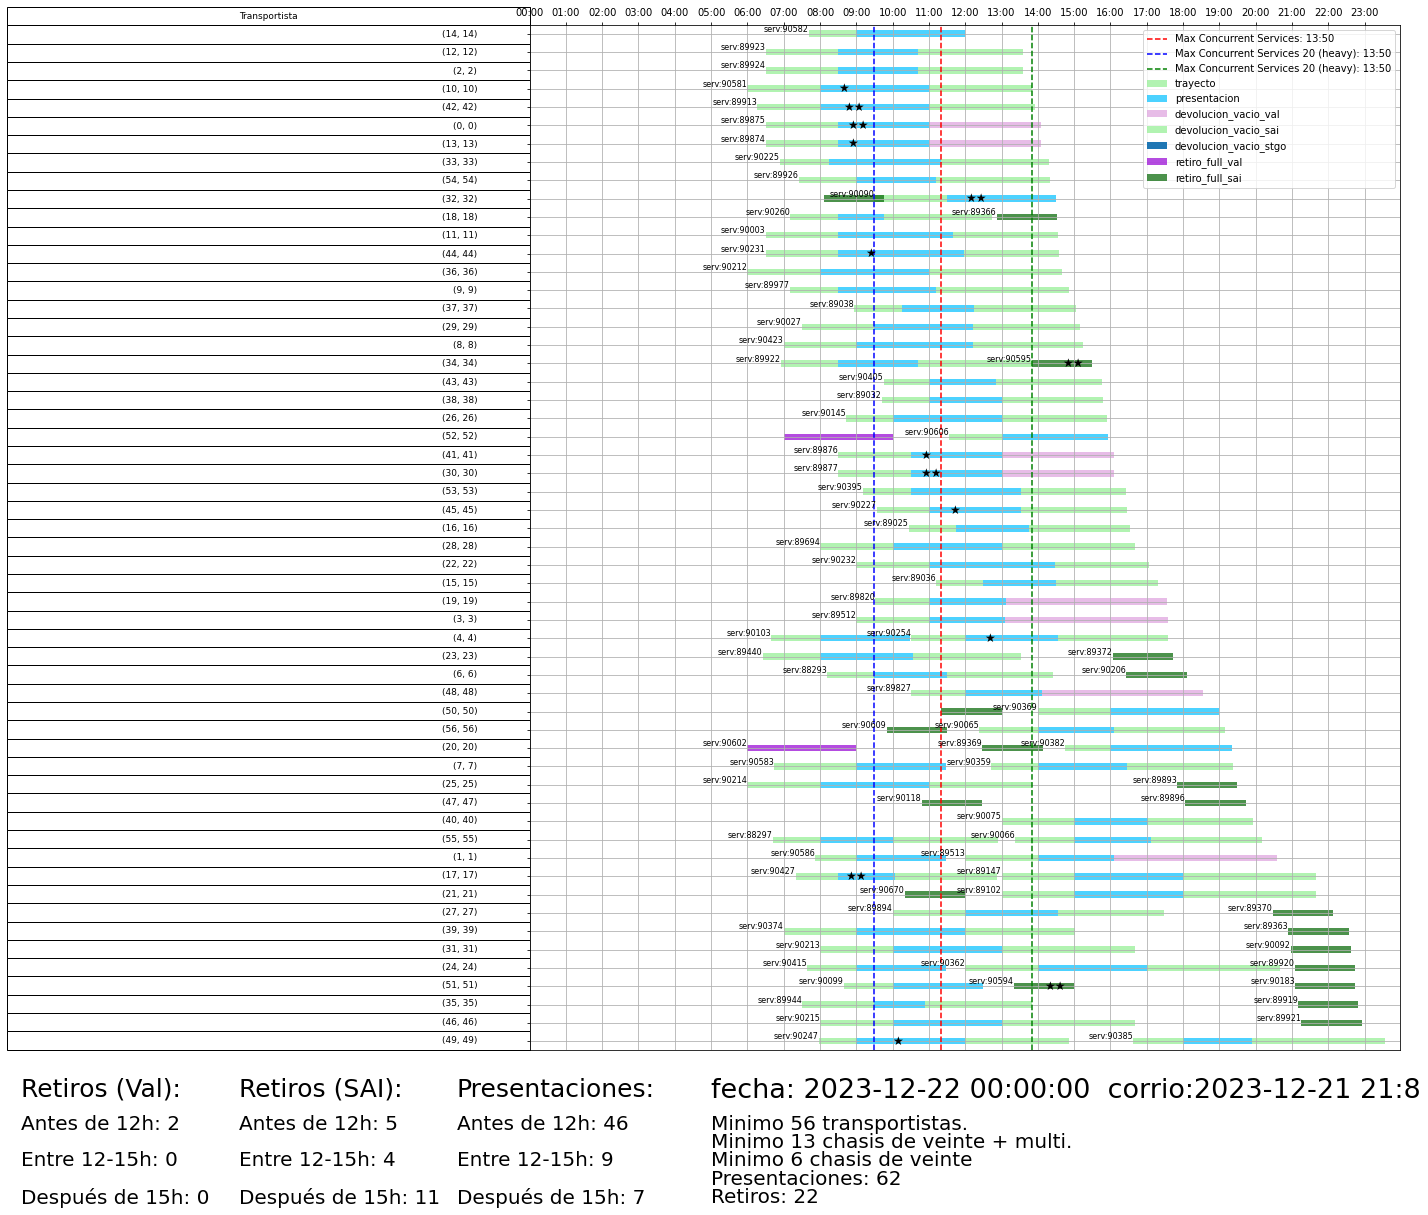 Transportista
00:00 01:00 02:00 03:00 04:00 05:00 06:00 07:00 08:00 09:00 10:00 11:00 12:00 13:00 14:00 15:00 16:00 17:00 18:00 19:00 20:00 21:00 22:00 23:00
Max Concurrent Services: 13:50
Max Concurrent Services 20 (heavy): 13:50
Max Concurrent Services 20 (heavy): 13:50
trayecto
presentacion
devolucion_vacio_val
devolucion_vacio_sai
devolucion_vacio_stgo
retiro_full_val
retiro_full_sai
(14, 14) serv:90582
(12, 12) serv:89923
(2, 2) serv:89924
(10, 10) serv:90581
(42, 42) serv:89913
(0, 0) serv:89875
(13, 13) serv:89874
(33, 33) serv:90225
(54, 54) serv:89926
(32, 32) serv:90090
(18, 18) serv:90260 serv:89366
(11, 11) serv:90003
(44, 44) serv:90231
(36, 36) serv:90212
(9, 9) serv:89977
(37, 37) serv:89038
(29, 29) serv:90027
(8, 8) serv:90423
(34, 34) serv:89922 serv:90595
(43, 43) serv:90405
(38, 38) serv:89032
(26, 26) serv:90145
(52, 52) serv:90606
(41, 41) serv:89876
(30, 30) serv:89877
(53, 53) serv:90395
(45, 45) serv:90227
(16, 16) serv:89025
(28, 28) serv:89694
(22, 22) serv:90232
(15, 15) serv:89036
(19, 19) serv:89820
(3, 3) serv:89512
(4, 4) serv:90103 serv:90254
(23, 23) serv:89440 serv:89372
(6, 6) serv:88293 serv:90206
(48, 48) serv:89827
(50, 50) serv:90369
(56, 56) serv:90609 serv:90065
(20, 20) serv:90602 serv:89369 serv:90382
(7, 7) serv:90583 serv:90359
(25, 25) serv:90214 serv:89893
(47, 47) serv:90118 serv:89896
(40, 40) serv:90075
(55, 55) serv:88297 serv:90066
(1, 1) serv:90586 serv:89513
(17, 17) serv:90427 serv:89147
(21, 21) serv:90670 serv:89102
(27, 27) serv:89894 serv:89370
(39, 39) serv:90374 serv:89363
(31, 31) serv:90213 serv:90092
(24, 24) serv:90415 serv:90362 serv:89920
(51, 51) serv:90099 serv:90594 serv:90183
(35, 35) serv:89944 serv:89919
(46, 46) serv:90215 serv:89921
(49, 49) serv:90247 serv:90385
Retiros (Val):
Antes de 12h: 2
Entre 12-15h: 0
Después de 15h: 0
Retiros (SAI):
Antes de 12h: 5
Entre 12-15h: 4
Después de 15h: 11
Presentaciones:
Antes de 12h: 46
Entre 12-15h: 9
Después de 15h: 7
fecha: 2023-12-22 00:00:00  corrio:2023-12-21 21:8
Minimo 56 transportistas.
Minimo 13 chasis de veinte + multi.
Minimo 6 chasis de veinte
Presentaciones: 62
Retiros: 22